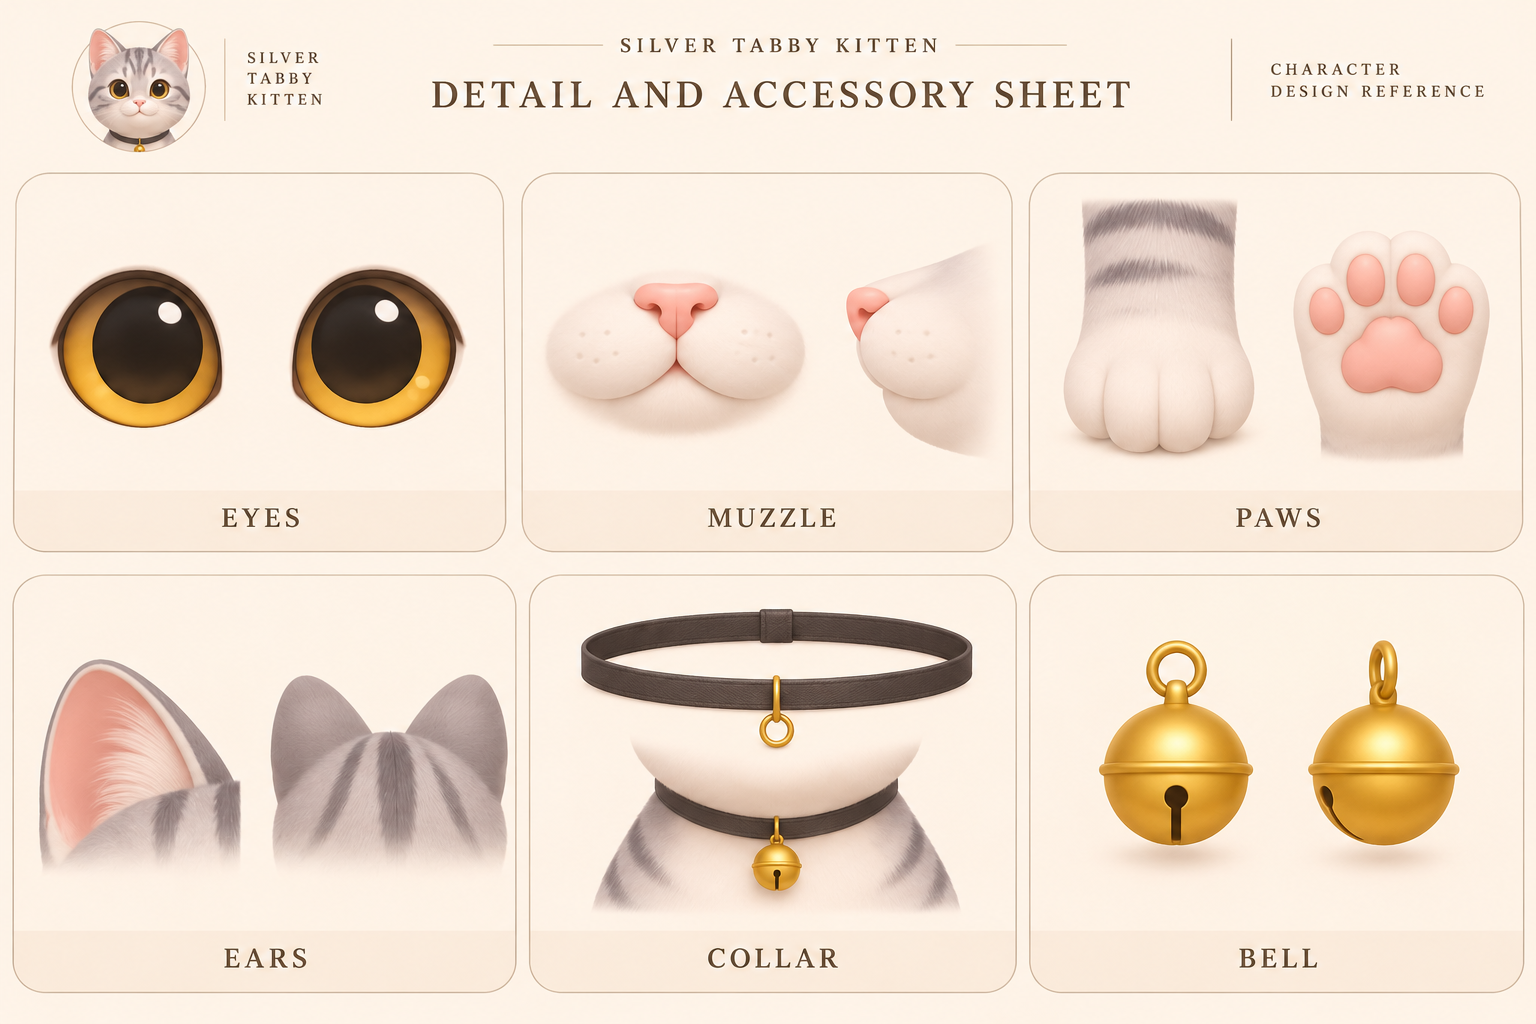 SILVER
TABBY
KITTEN
SILVER TABBY KITTEN
DETAIL AND ACCESSORY SHEET
CHARACTER
DESIGN REFERENCE
EYES
MUZZLE
PAWS
EARS
COLLAR
BELL